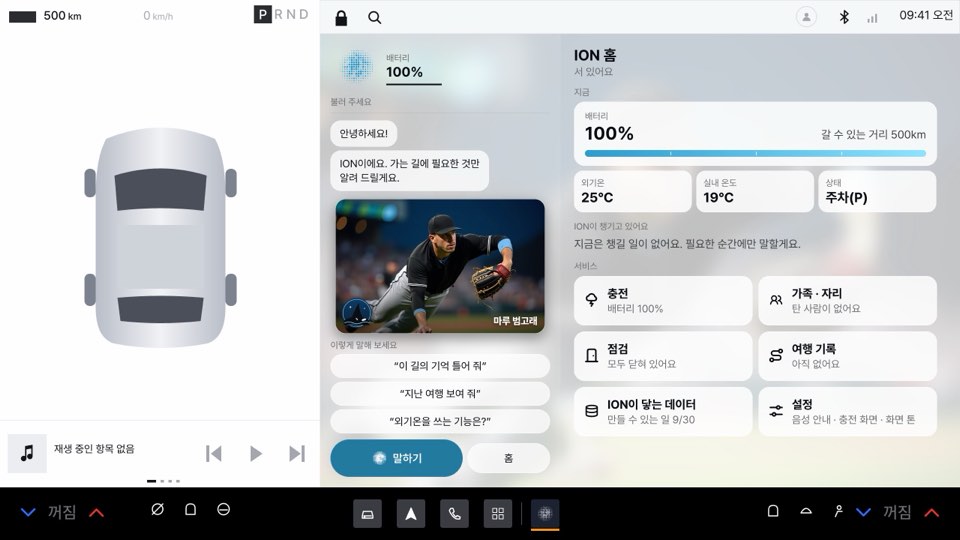 500 km
0 km/h
P R N D
09:41 오전
배터리
100%
불러 주세요
안녕하세요!
ION이에요. 가는 길에 필요한 것만
알려 드릴게요.
마루 범고래
이렇게 말해 보세요
“이 길의 기억 틀어 줘”
“지난 여행 보여 줘”
“외기온을 쓰는 기능은?”
말하기
홈
ION 홈
서 있어요
지금
배터리
100%
갈 수 있는 거리 500km
외기온
25°C
실내 온도
19°C
상태
주차(P)
ION이 챙기고 있어요
지금은 챙길 일이 없어요. 필요한 순간에만 말할게요.
서비스
충전
배터리 100%
가족 · 자리
탄 사람이 없어요
점검
모두 닫혀 있어요
여행 기록
아직 없어요
ION이 닿는 데이터
만들 수 있는 일 9/30
설정
음성 안내 · 충전 화면 · 화면 톤
재생 중인 항목 없음
꺼짐
꺼짐